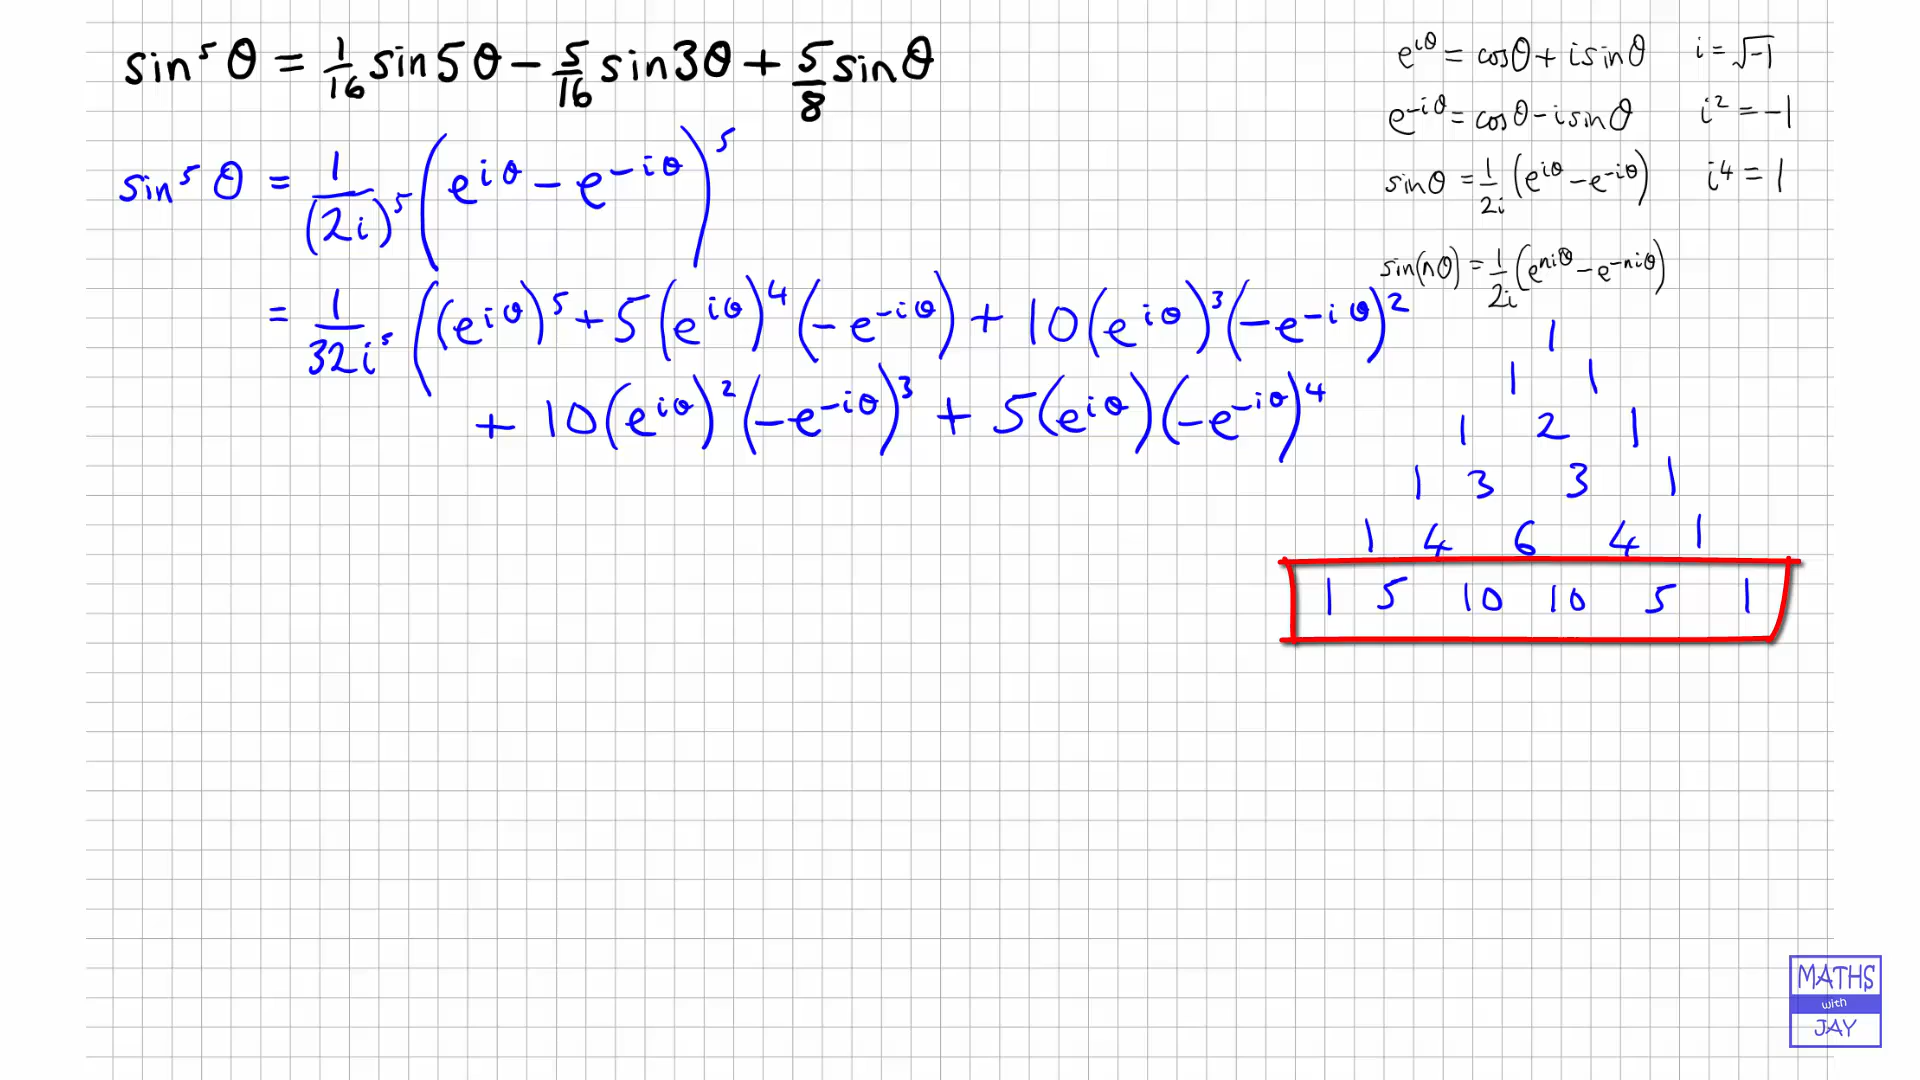 sin⁵θ = 1/16 sin5θ − 5/16 sin3θ + 5/8 sinθ
sin⁵θ = 1/(2i)⁵ (e^{iθ} − e^{−iθ})⁵
= 1/32i⁵ ((e^{iθ})⁵ + 5(e^{iθ})⁴(−e^{−iθ}) + 10(e^{iθ})³(−e^{−iθ})²
+ 10(e^{iθ})²(−e^{−iθ})³ + 5(e^{iθ})(−e^{−iθ})⁴
e^{iθ} = cosθ + isinθ i = √−1
e^{−iθ} = cosθ − isinθ i² = −1
sinθ = 1/2i (e^{iθ} − e^{−iθ}) i⁴ = 1
sin(nθ) = 1/2i (e^{niθ} − e^{−niθ})
1
1 1
1 2 1
1 3 3 1
1 4 6 4 1
1 5 10 10 5 1
MATHS
with
JAY